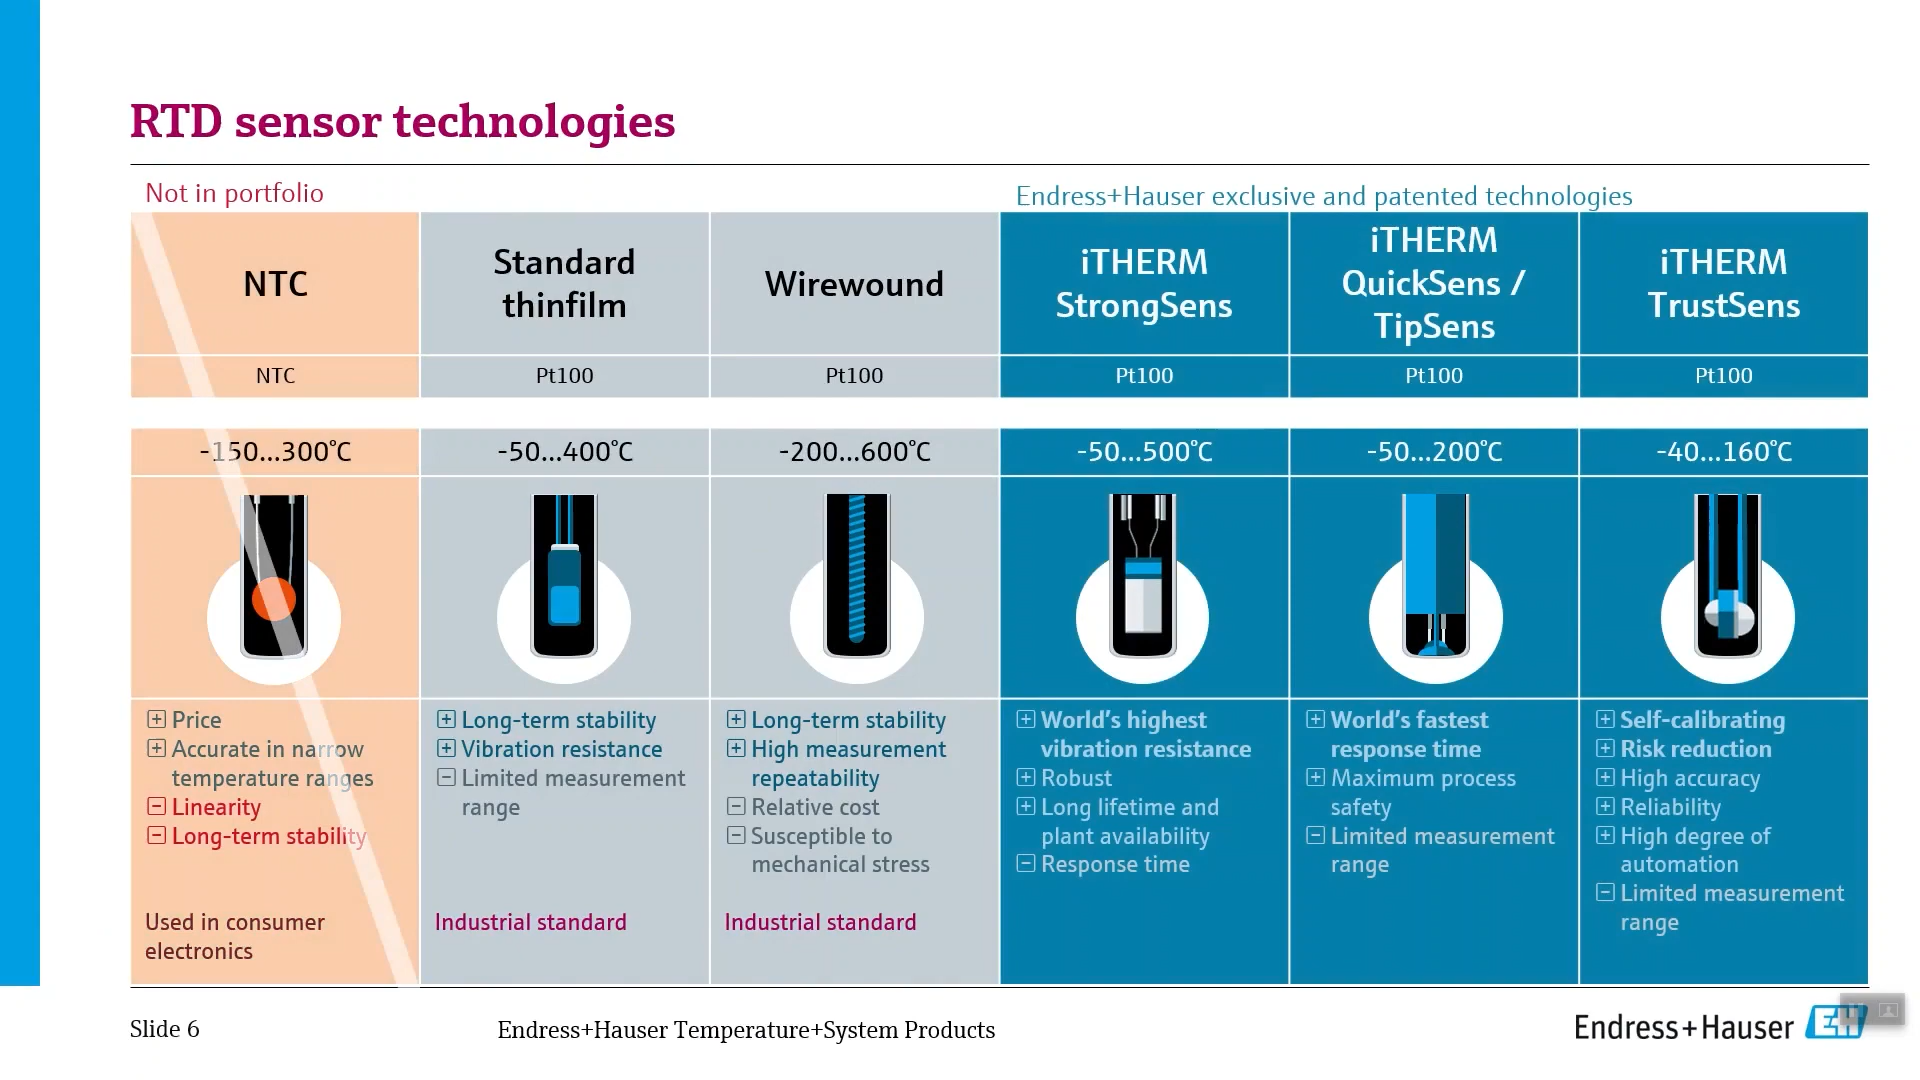 RTD sensor technologies
Not in portfolio
Endress+Hauser exclusive and patented technologies
NTC
Standard
thinfilm
Wirewound
iTHERM
StrongSens
iTHERM
QuickSens /
TipSens
iTHERM
TrustSens
NTC
Pt100
Pt100
Pt100
Pt100
Pt100
-150...300°C
-50...400°C
-200...600°C
-50...500°C
-50...200°C
-40...160°C
+ Price
+ Accurate in narrow
temperature ranges
− Linearity
− Long-term stability
Used in consumer
electronics
+ Long-term stability
+ Vibration resistance
− Limited measurement
range
Industrial standard
+ Long-term stability
+ High measurement
repeatability
− Relative cost
− Susceptible to
mechanical stress
Industrial standard
+ World's highest
vibration resistance
+ Robust
+ Long lifetime and
plant availability
− Response time
+ World's fastest
response time
+ Maximum process
safety
− Limited measurement
range
+ Self-calibrating
+ Risk reduction
+ High accuracy
+ Reliability
+ High degree of
automation
− Limited measurement
range
Slide 6
Endress+Hauser Temperature+System Products
Endress+Hauser EH